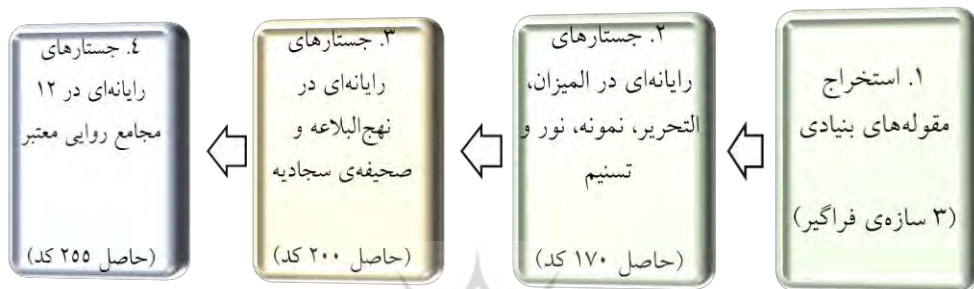 ۱. استخراج
مقوله‌های بنیادی
(۳ سازه‌ی فراگیر)
۲. جستارهای
رایانه‌ای در المیزان،
التحریر، نمونه، نور و
تسنیم
(حاصل ۱۷۰ کد)
۳. جستارهای
رایانه‌ای در
نهج‌البلاعه و
صحیفه‌ی سجادیه
(حاصل ۲۰۰ کد)
٤. جستارهای
رایانه‌ای در ۱۲
مجامع روایی معتبر
(حاصل ۲۵۵ کد)